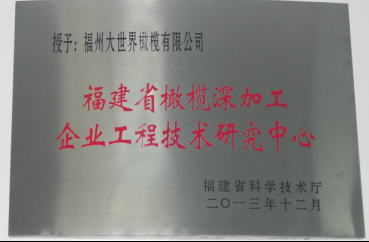 授予：福州大世界橄榄有限公司
福建省橄榄深加工
企业工程技术研究中心
福建省科学技术厅
二〇一三年十二月